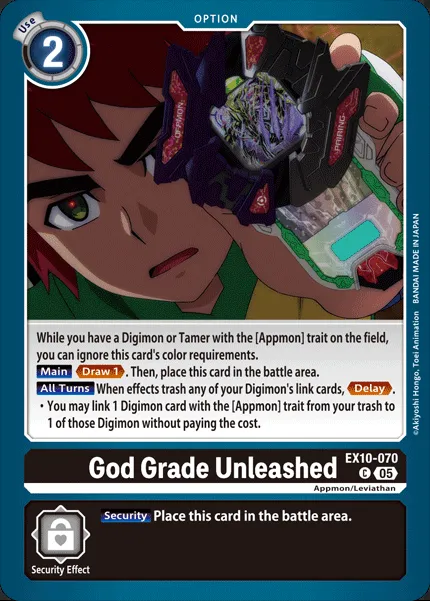 Use
2
OPTION
DEEMON
PAIRING
While you have a Digimon or Tamer with the [Appmon] trait on the field,
you can ignore this card's color requirements.
Main Draw 1. Then, place this card in the battle area.
All Turns When effects trash any of your Digimon's link cards, Delay.
・You may link 1 Digimon card with the [Appmon] trait from your trash to
1 of those Digimon without paying the cost.
©Akiyoshi Hongo, Toei Animation BANDAI MADE IN JAPAN
God Grade Unleashed
EX10-070
C 05
Appmon/Leviathan
Security Place this card in the battle area.
Security Effect